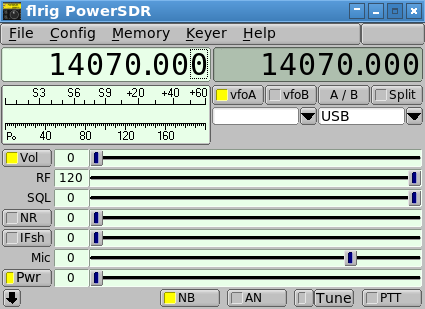 flrig PowerSDR
File Config Memory Keyer Help
14070.000 14070.000
S3 S6 S9 +20 +40 +60
Po 40 80 120 160
vfoA vfoB A / B Split
USB
Vol 0
RF 120
SQL 0
NR 0
IFsh 0
Mic 0
Pwr 0
NB AN Tune PTT